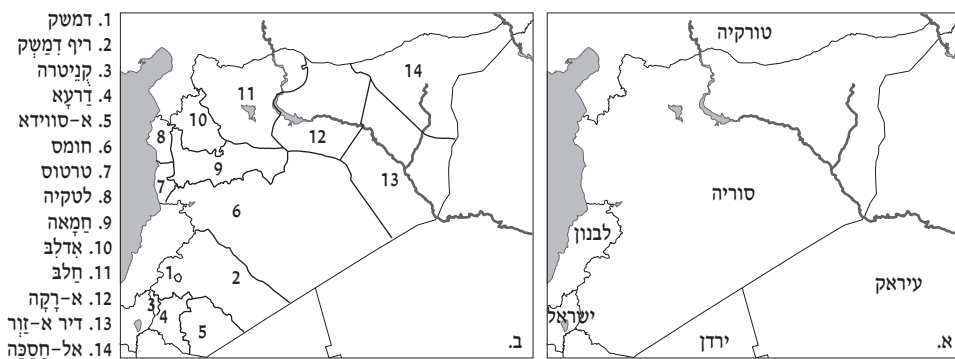 1. דמשק
2. ריף דִמַשְק
3. קֻנֵיטרה
4. דַרעָא
5. א-סווידא
6. חומס
7. טרטוס
8. לטקיה
9. חַמָאה
10. אִדלִבּ
11. חַלבּ
12. א-רָקָה
13. דיר א-זַוְר
14. אל-חַסַכָּה
14
11
10
12
8
9
13
7
6
1
2
3
4
5
ב.
טורקיה
סוריה
לבנון
עיראק
ישראל
ירדן
א.